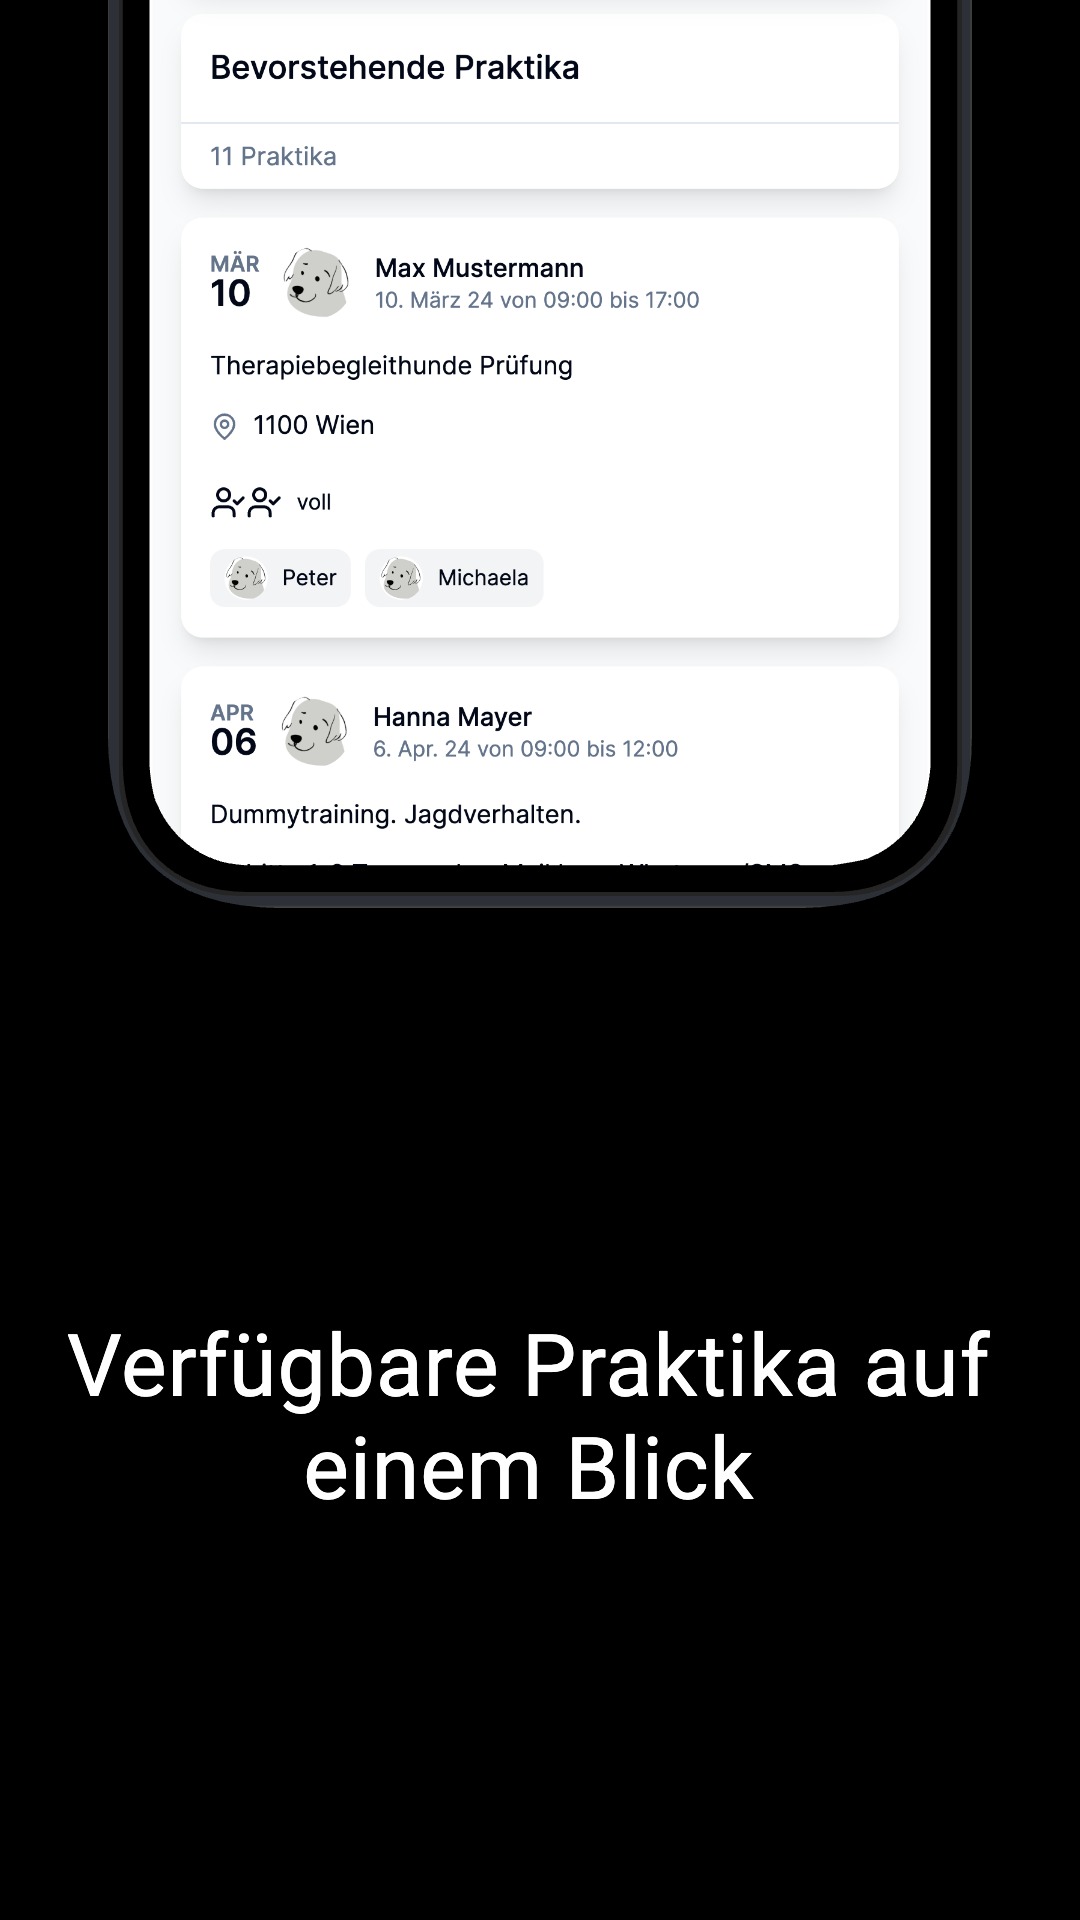 Bevorstehende Praktika
11 Praktika
MÄR
10
Max Mustermann
10. März 24 von 09:00 bis 17:00
Therapiebegleithunde Prüfung
1100 Wien
voll
Peter Michaela
APR
06
Hanna Mayer
6. Apr. 24 von 09:00 bis 12:00
Dummytraining. Jagdverhalten.
Verfügbare Praktika auf
einem Blick